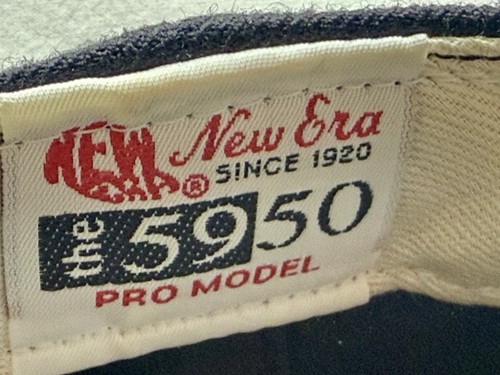 NEW
ERA®
New Era
SINCE 1920
the 5950
PRO MODEL